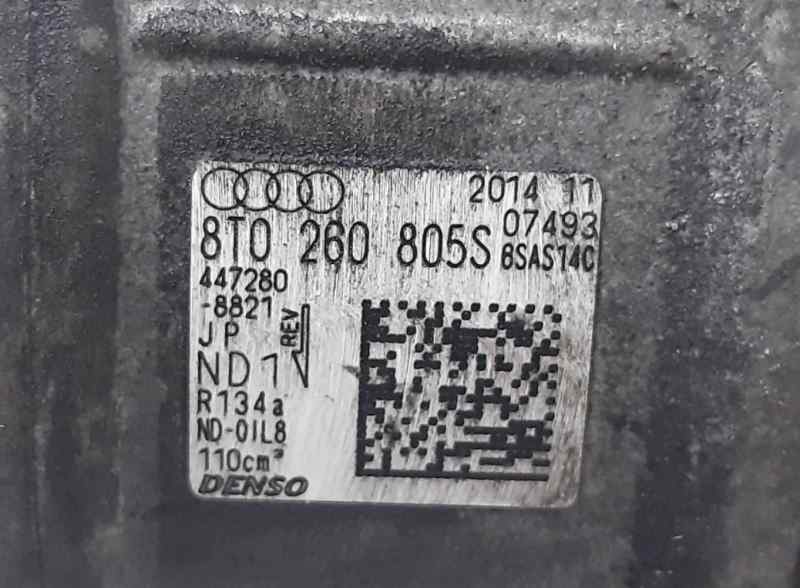 2014 11
07493
8T0 260 805S 6SAS14C
447280
-8821
JP
REV
ND1
R134a
ND-OIL8
110cm³
DENSO